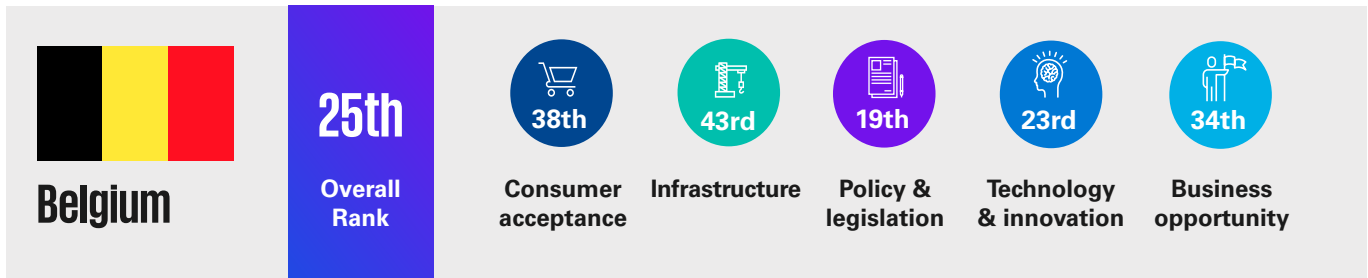 Belgium
25th
Overall
Rank
38th
Consumer
acceptance
43rd
Infrastructure
19th
Policy &
legislation
23rd
Technology
& innovation
34th
Business
opportunity